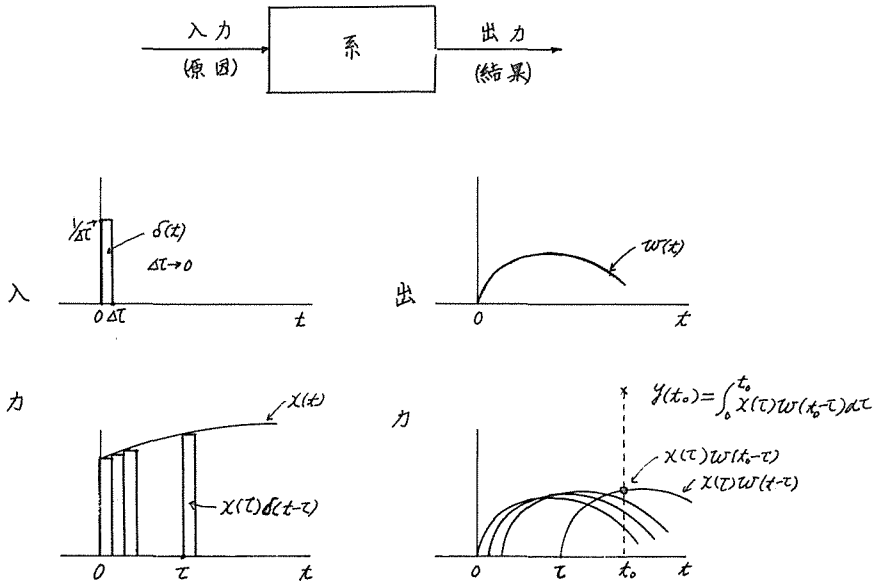 入力
(原因)
系
出力
(結果)
1/Δτ
δ(t)
Δτ→0
入
0 Δτ
t
w(t)
出
0
t
力
x(t)
x(τ)δ(t-τ)
0
τ
t
力
y(t₀)=∫₀^t₀ x(τ)w(t₀-τ)dτ
x(τ)w(t₀-τ)
x(τ)w(t-τ)
0
τ
t₀
t